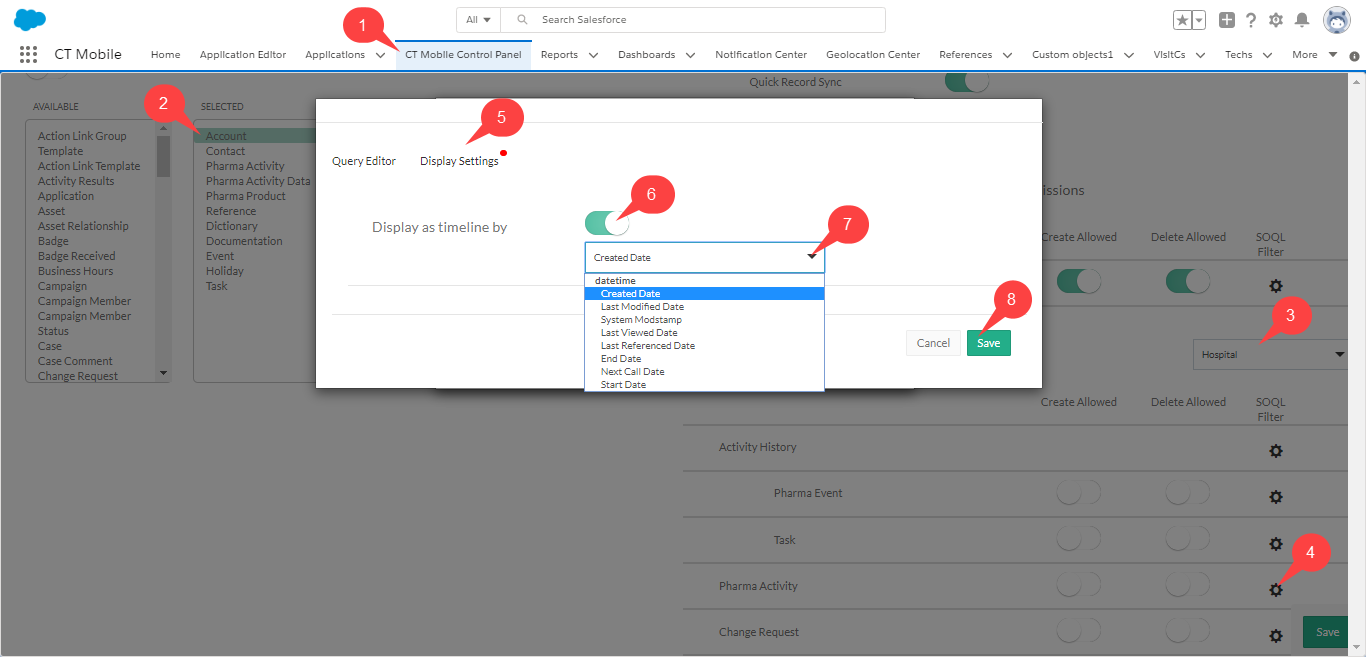 All
Search Salesforce
1
CT Mobile
Home
Application Editor
Applications
CT Mobile Control Panel
Reports
Dashboards
Notification Center
Geolocation Center
References
Custom objects1
VisitCs
Techs
More
Quick Record Sync
AVAILABLE
2
SELECTED
Action Link Group
Template
Action Link Template
Activity Results
Application
Asset
Asset Relationship
Badge
Badge Received
Business Hours
Campaign
Campaign Member
Campaign Member
Status
Case
Case Comment
Change Request
Account
Contact
Pharma Activity
Pharma Activity Data
Pharma Product
Reference
Dictionary
Documentation
Event
Holiday
Task
5
Query Editor
Display Settings
6
Display as timeline by
7
Created Date
datetime
Created Date
Last Modified Date
System Modstamp
Last Viewed Date
Last Referenced Date
End Date
Next Call Date
Start Date
8
Cancel
Save
issions
Create Allowed
Delete Allowed
SOQL
Filter
3
Hospital
Create Allowed
Delete Allowed
SOQL
Filter
Activity History
Pharma Event
Task
4
Pharma Activity
Change Request
Save